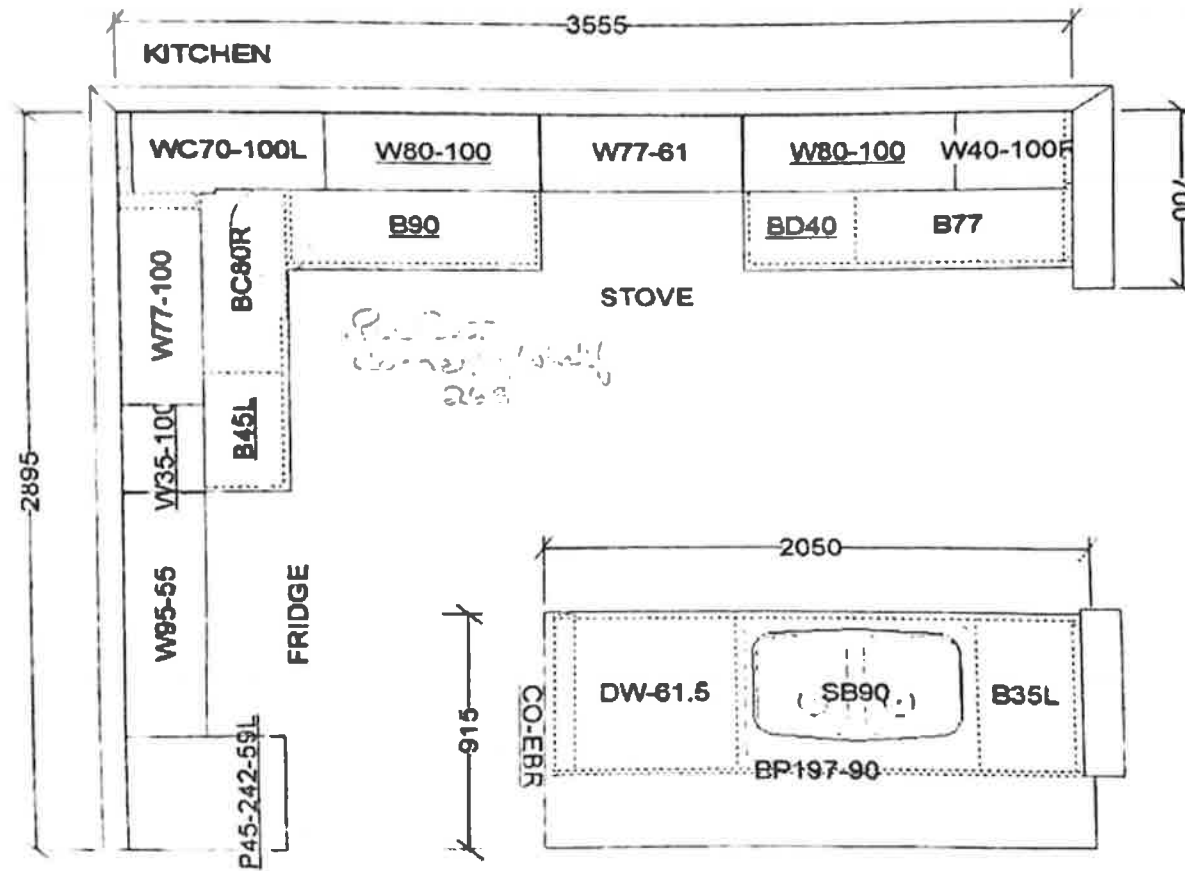 3555
KITCHEN
WC70-100L
W80-100
W77-61
W80-100
W40-100R
700
B90
BD40
B77
BC80R
W77-100
STOVE
B45L
W35-100
2895
W95-55
FRIDGE
2050
915
CO-EBR
DW-61.5
SB90
B35L
BP197-90
P45-242-59L